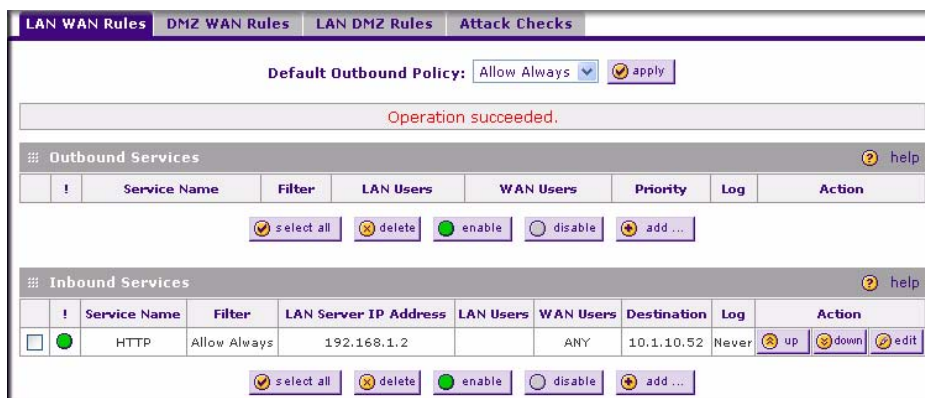 LAN WAN Rules DMZ WAN Rules LAN DMZ Rules Attack Checks
Default Outbound Policy: Allow Always apply
Operation succeeded.
Outbound Services help
! Service Name Filter LAN Users WAN Users Priority Log Action
select all delete enable disable add ...
Inbound Services help
! Service Name Filter LAN Server IP Address LAN Users WAN Users Destination Log Action
HTTP Allow Always 192.168.1.2 ANY 10.1.10.52 Never up down edit
select all delete enable disable add ...